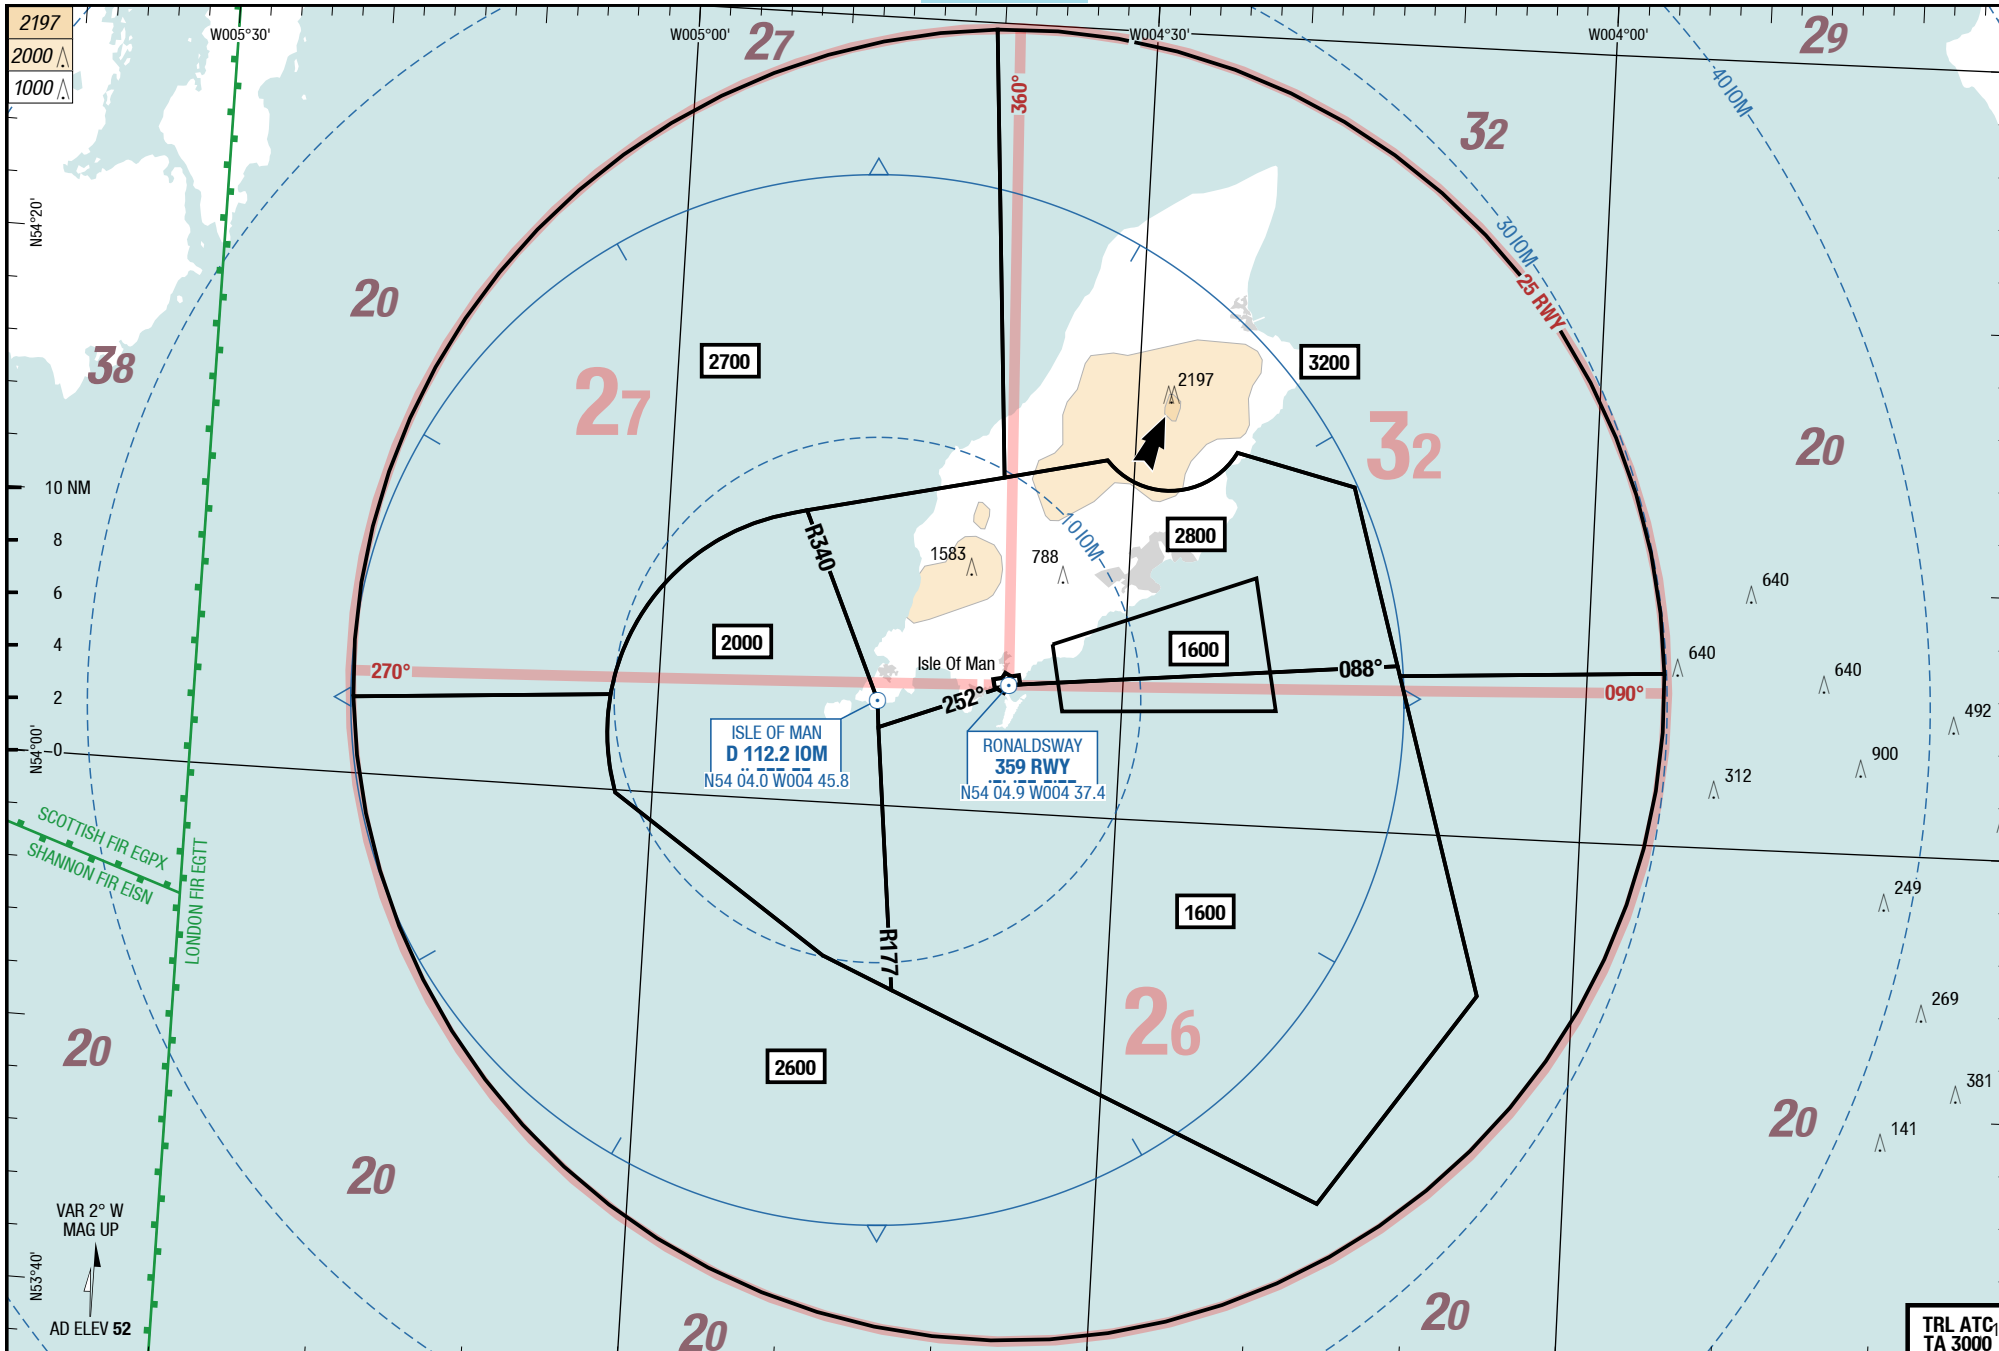 2197
2000
1000
W005°30'
W005°00'
W004°30'
W004°00'
27
29
32
360°
40 IOM
30 IOM
25 RWY
N54°20'
20
38
2700
27
3200
2197
32
20
10 NM
8
6
4
2
0
R340
1583
788
10 IOM
2800
640
2000
1600
Isle Of Man
270°
088°
090°
252°
640
640
492
900
312
N54°00'
ISLE OF MAN
D 112.2 IOM
N54 04.0 W004 45.8
RONALDSWAY
359 RWY
N54 04.9 W004 37.4
SCOTTISH FIR EGPX
SHANNON FIR EISN
LONDON FIR EGTT
R177
1600
249
269
26
20
2600
381
141
20
20
VAR 2° W
MAG UP
N53°40'
AD ELEV 52
20
20
TRL ATC
TA 3000